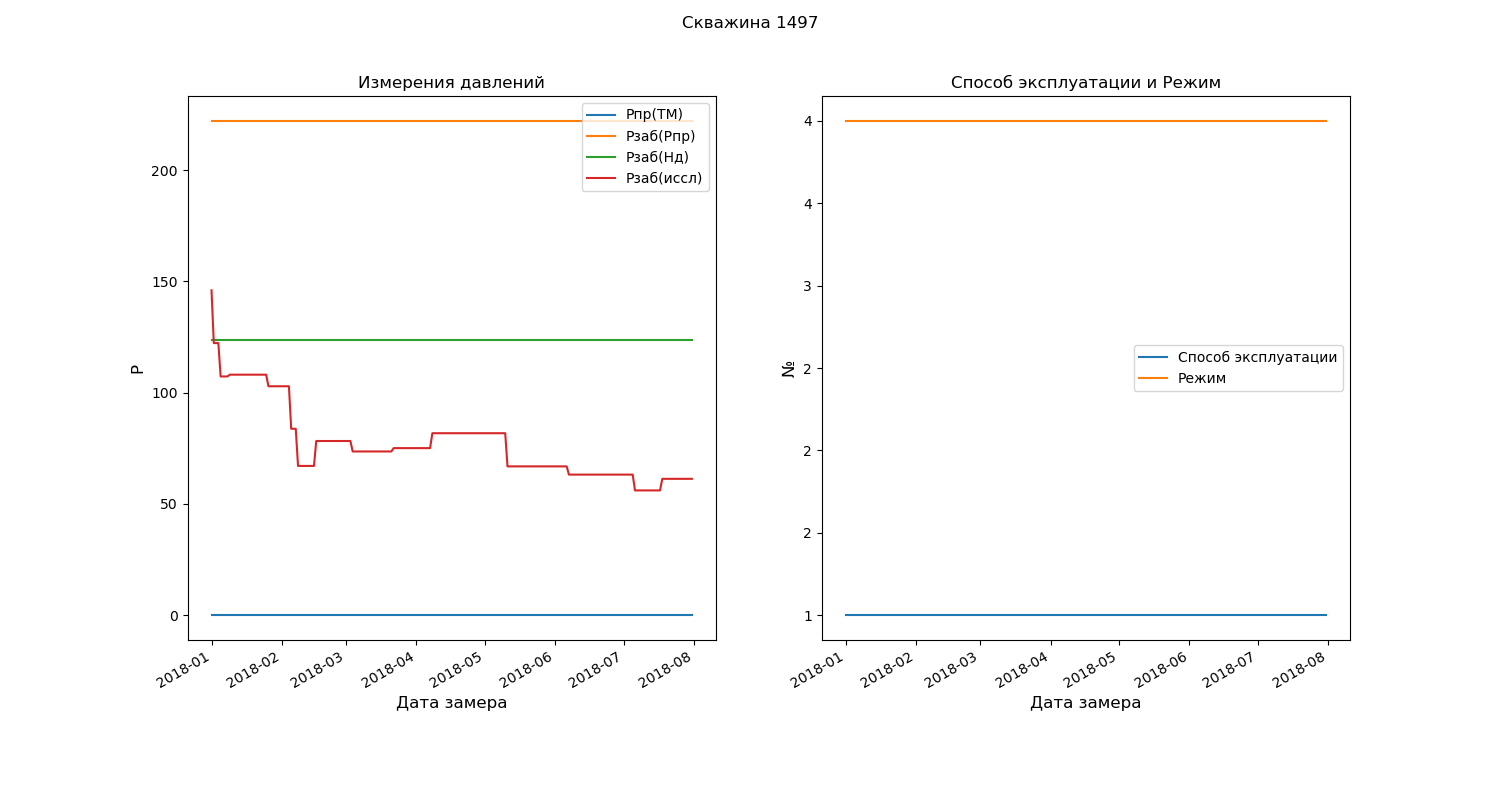 Скважина 1497
Измерения давлений
Рпр(ТМ)
Рзаб(Рпр)
Рзаб(Нд)
Рзаб(иссл)
200
150
100
50
0
Р
2018-01
2018-02
2018-03
2018-04
2018-05
2018-06
2018-07
2018-08
Дата замера
Способ эксплуатации и Режим
4
4
3
2
2
2
1
№
Способ эксплуатации
Режим
2018-01
2018-02
2018-03
2018-04
2018-05
2018-06
2018-07
2018-08
Дата замера